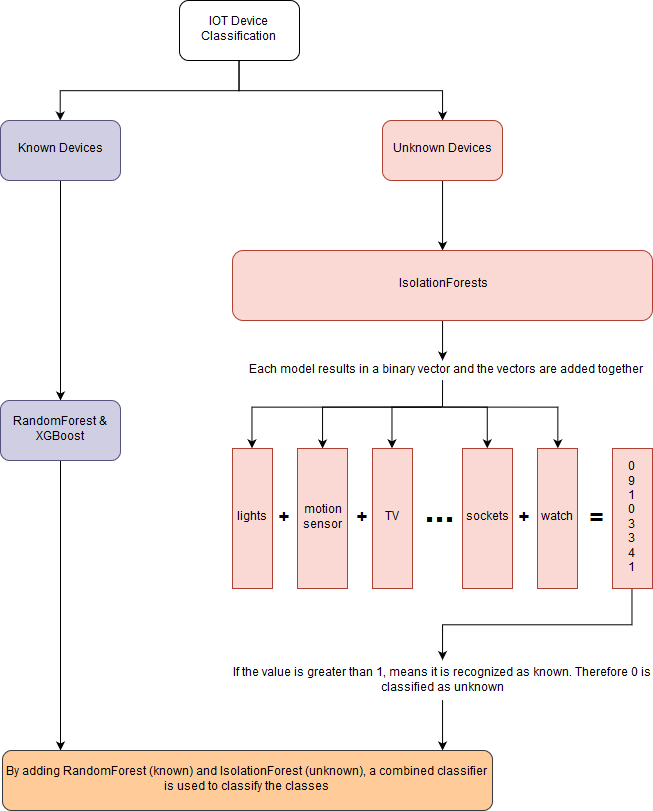 IOT Device
Classification
Known Devices
Unknown Devices
IsolationForests
Each model results in a binary vector and the vectors are added together
RandomForest &
XGBoost
lights
+
motion
sensor
+
TV
...
sockets
+
watch
=
0
9
1
0
3
3
4
1
If the value is greater than 1, means it is recognized as known. Therefore 0 is
classified as unknown
By adding RandomForest (known) and IsolationForest (unknown), a combined classifier
is used to classify the classes